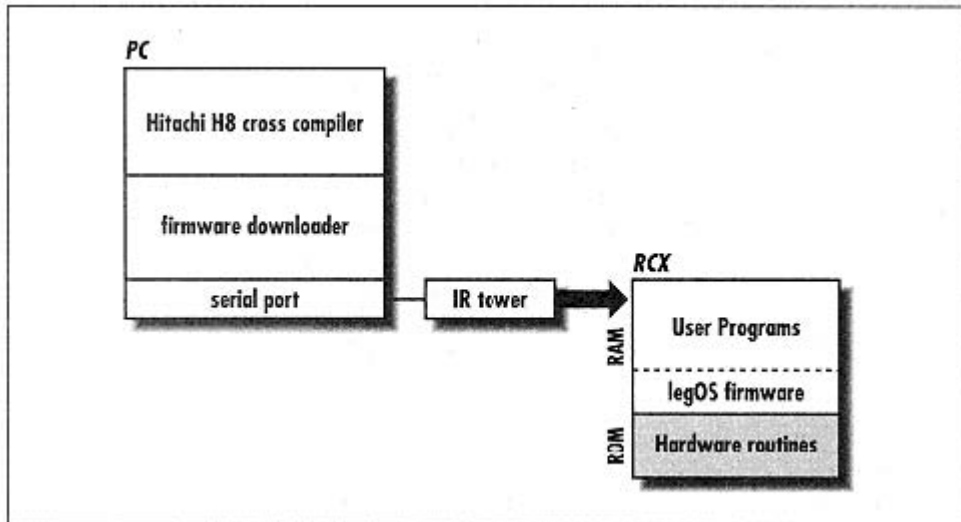 PC
Hitachi H8 cross compiler
firmware downloader
serial port
IR tower
RCX
User Programs
RAM
legOS firmware
ROM
Hardware routines